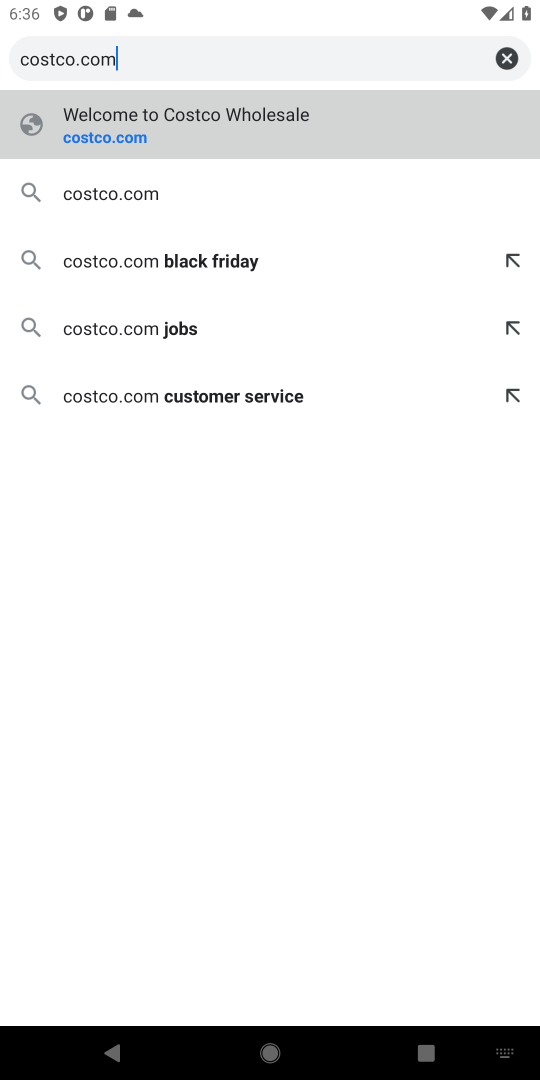 6:36
costco.com
Welcome to Costco Wholesale
costco.com
costco.com
costco.com black friday
costco.com jobs
costco.com customer service